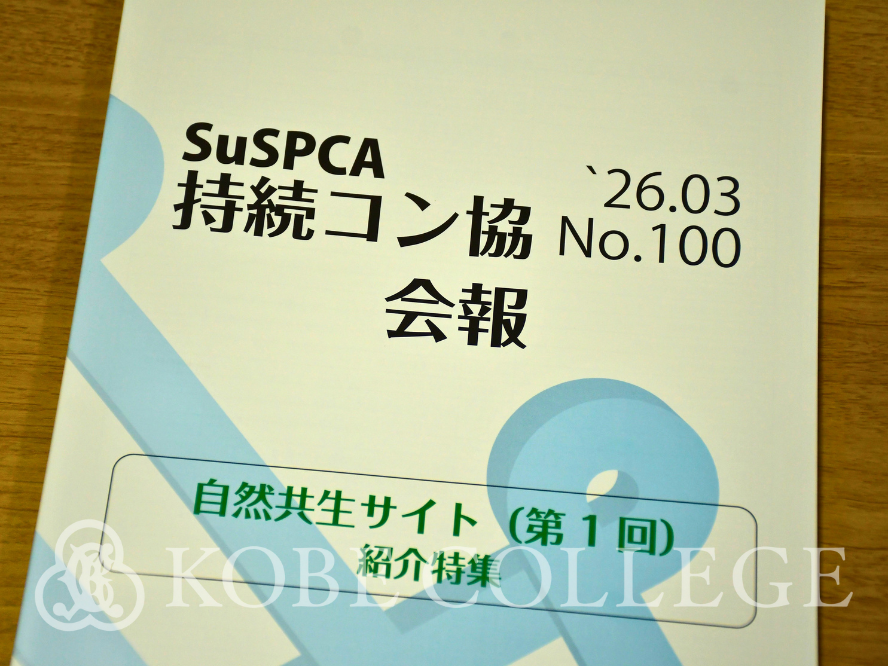 SuSPCA
持続コン協
会報
`26.03
No.100
自然共生サイト（第1回）
紹介特集
KOBE COLLEGE